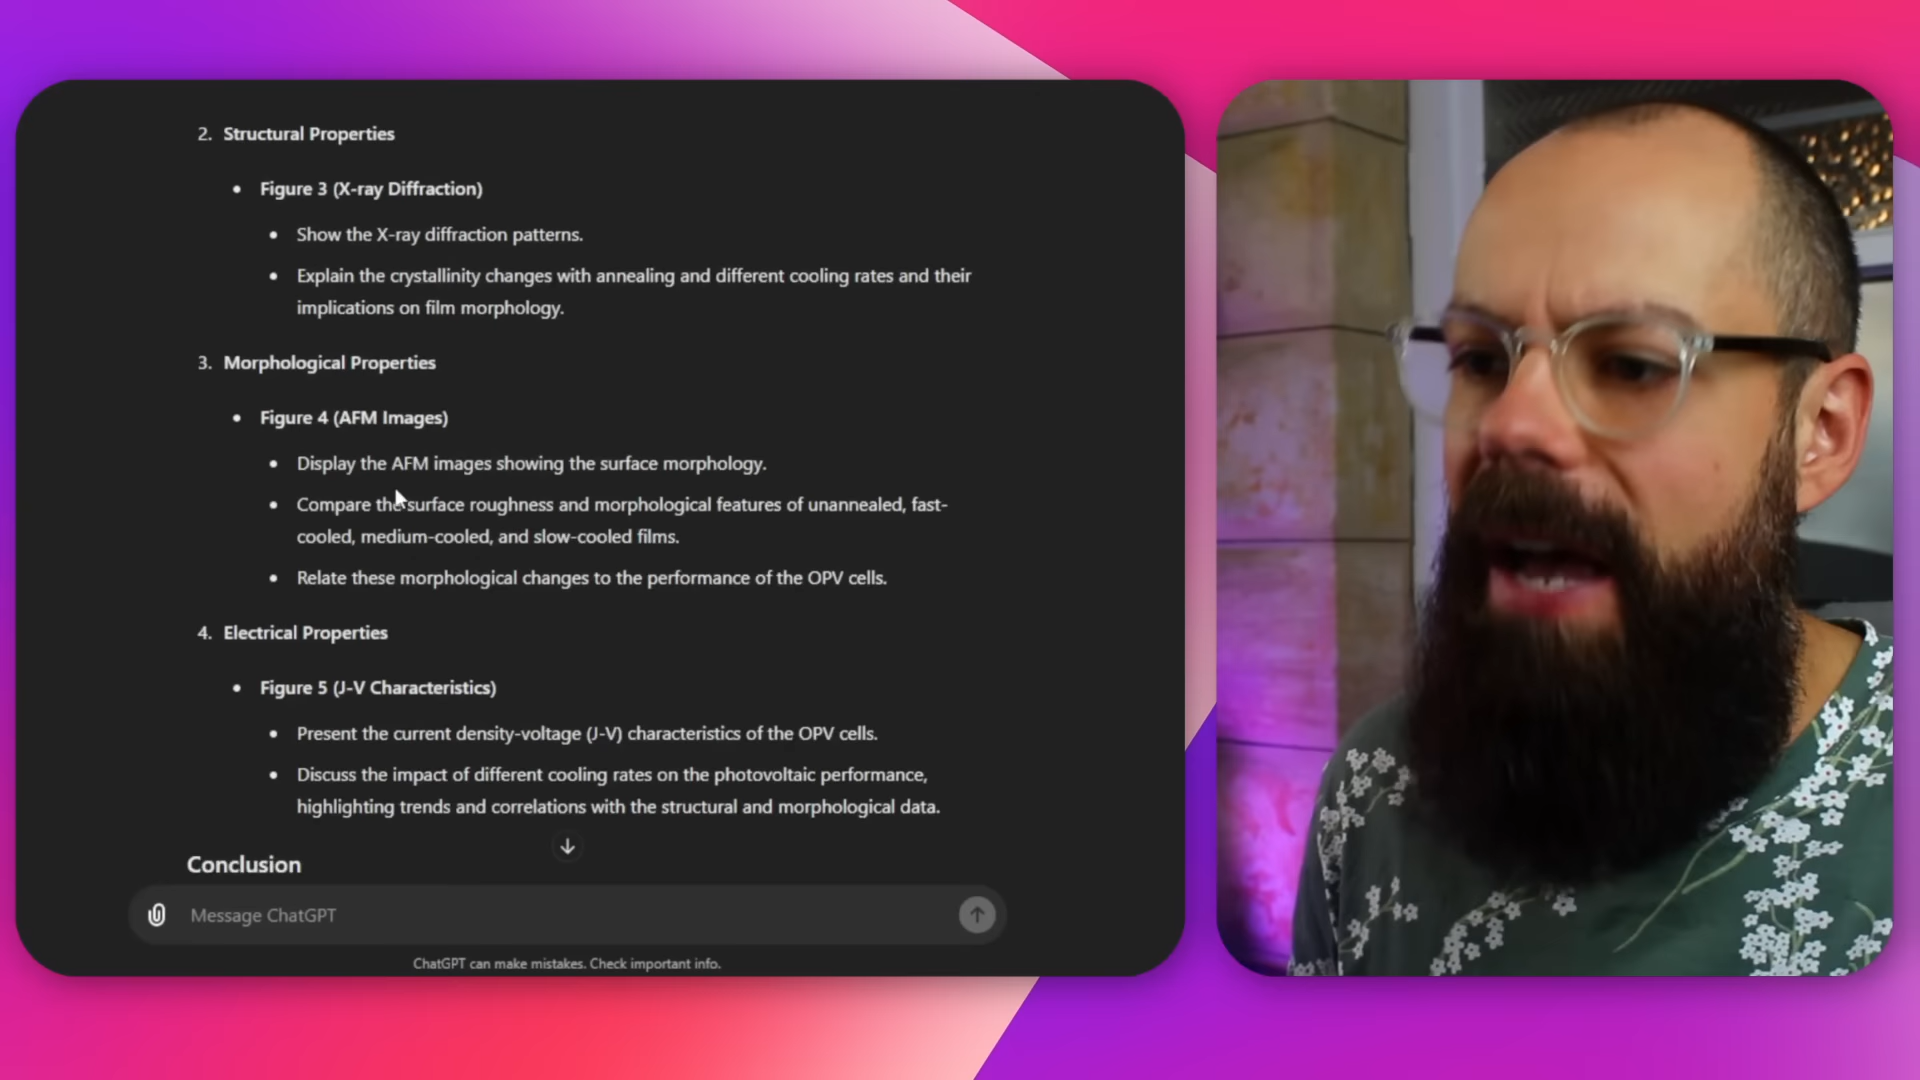 2. Structural Properties
• Figure 3 (X-ray Diffraction)
• Show the X-ray diffraction patterns.
• Explain the crystallinity changes with annealing and different cooling rates and their
implications on film morphology.
3. Morphological Properties
• Figure 4 (AFM Images)
• Display the AFM images showing the surface morphology.
• Compare the surface roughness and morphological features of unannealed, fast-
cooled, medium-cooled, and slow-cooled films.
• Relate these morphological changes to the performance of the OPV cells.
4. Electrical Properties
• Figure 5 (J-V Characteristics)
• Present the current density-voltage (J-V) characteristics of the OPV cells.
• Discuss the impact of different cooling rates on the photovoltaic performance,
highlighting trends and correlations with the structural and morphological data.
Conclusion
Message ChatGPT
ChatGPT can make mistakes. Check important info.